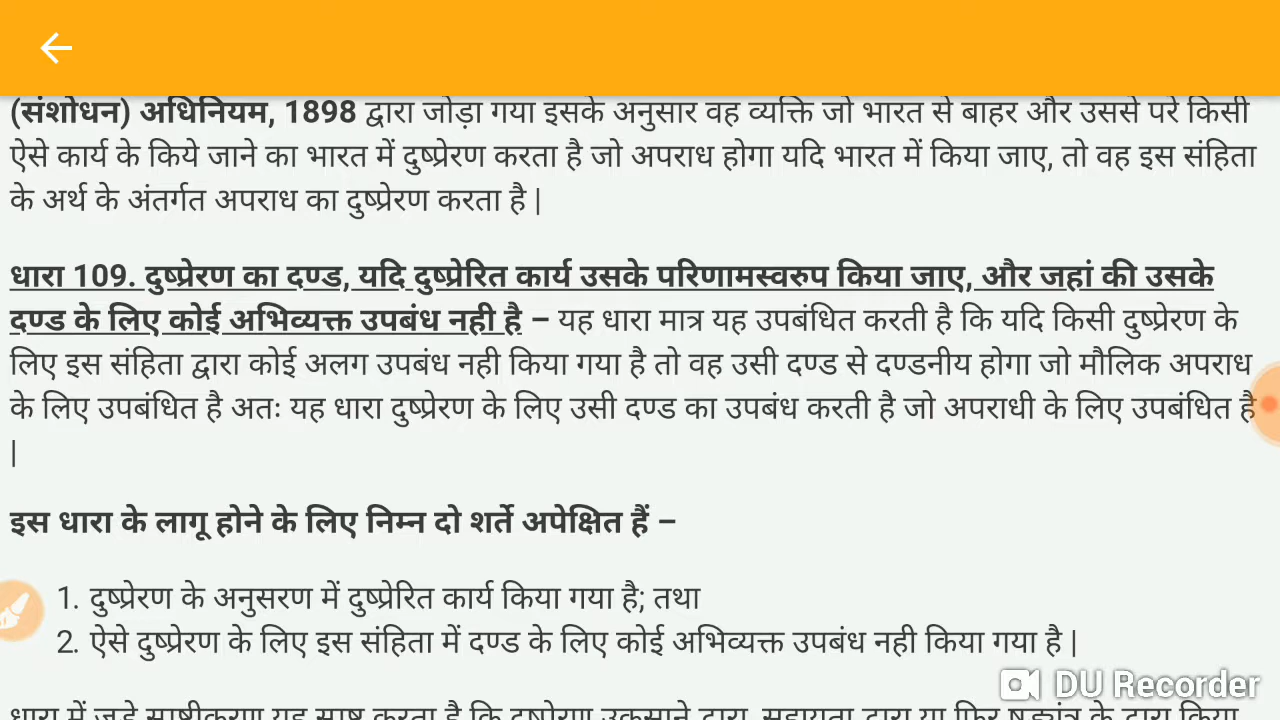 (संशोधन) अधिनियम, 1898 द्वारा जोड़ा गया इसके अनुसार वह व्यक्ति जो भारत से बाहर और उससे परे किसी
ऐसे कार्य के किये जाने का भारत में दुष्प्रेरण करता है जो अपराध होगा यदि भारत में किया जाए, तो वह इस संहिता
के अर्थ के अंतर्गत अपराध का दुष्प्रेरण करता है |
धारा 109. दुष्प्रेरण का दण्ड, यदि दुष्प्रेरित कार्य उसके परिणामस्वरुप किया जाए, और जहां की उसके
दण्ड के लिए कोई अभिव्यक्त उपबंध नही है – यह धारा मात्र यह उपबंधित करती है कि यदि किसी दुष्प्रेरण के
लिए इस संहिता द्वारा कोई अलग उपबंध नही किया गया है तो वह उसी दण्ड से दण्डनीय होगा जो मौलिक अपराध
के लिए उपबंधित है अतः यह धारा दुष्प्रेरण के लिए उसी दण्ड का उपबंध करती है जो अपराधी के लिए उपबंधित है
|
इस धारा के लागू होने के लिए निम्न दो शर्ते अपेक्षित हैं –
1. दुष्प्रेरण के अनुसरण में दुष्प्रेरित कार्य किया गया है; तथा
2. ऐसे दुष्प्रेरण के लिए इस संहिता में दण्ड के लिए कोई अभिव्यक्त उपबंध नही किया गया है |
DU Recorder